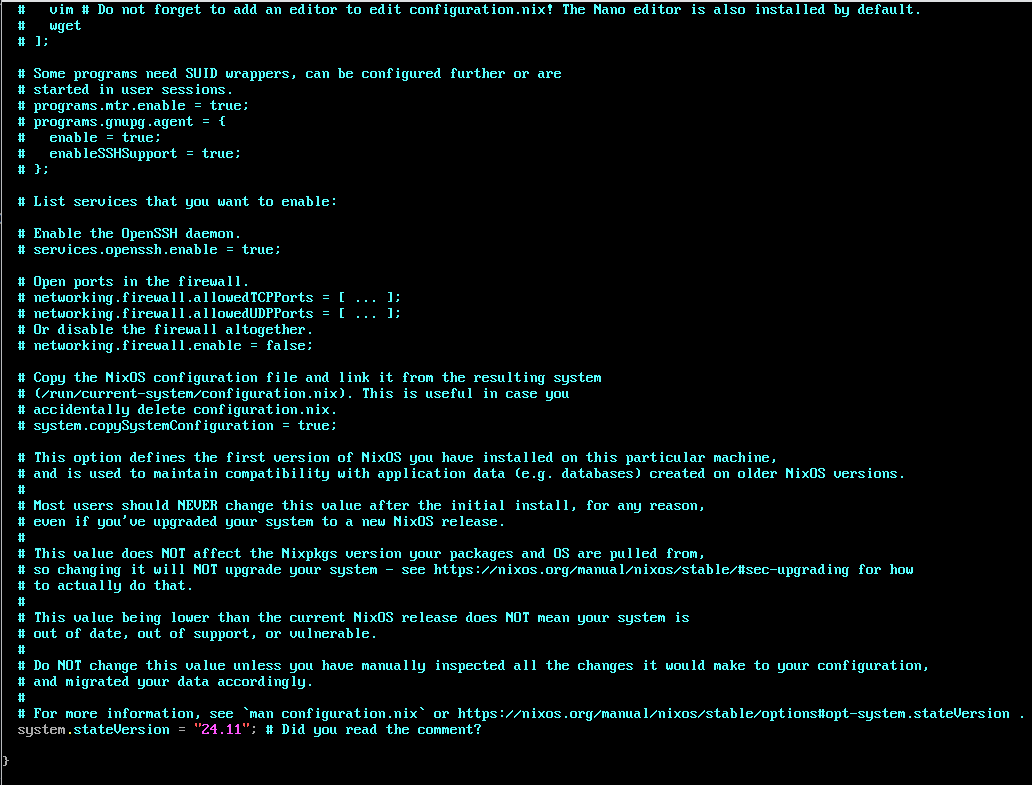 #   vim # Do not forget to add an editor to edit configuration.nix! The Nano editor is also installed by default.
#   wget
# ];
# Some programs need SUID wrappers, can be configured further or are
# started in user sessions.
# programs.mtr.enable = true;
# programs.gnupg.agent = {
#   enable = true;
#   enableSSHSupport = true;
# };
# List services that you want to enable:
# Enable the OpenSSH daemon.
# services.openssh.enable = true;
# Open ports in the firewall.
# networking.firewall.allowedTCPPorts = [ ... ];
# networking.firewall.allowedUDPPorts = [ ... ];
# Or disable the firewall altogether.
# networking.firewall.enable = false;
# Copy the NixOS configuration file and link it from the resulting system
# (/run/current-system/configuration.nix). This is useful in case you
# accidentally delete configuration.nix.
# system.copySystemConfiguration = true;
# This option defines the first version of NixOS you have installed on this particular machine,
# and is used to maintain compatibility with application data (e.g. databases) created on older NixOS versions.
#
# Most users should NEVER change this value after the initial install, for any reason,
# even if you've upgraded your system to a new NixOS release.
#
# This value does NOT affect the Nixpkgs version your packages and OS are pulled from,
# so changing it will NOT upgrade your system - see https://nixos.org/manual/nixos/stable/#sec-upgrading for how
# to actually do that.
#
# This value being lower than the current NixOS release does NOT mean your system is
# out of date, out of support, or vulnerable.
#
# Do NOT change this value unless you have manually inspected all the changes it would make to your configuration,
# and migrated your data accordingly.
#
# For more information, see `man configuration.nix` or https://nixos.org/manual/nixos/stable/options#opt-system.stateVersion .
system.stateVersion = "24.11"; # Did you read the comment?
}